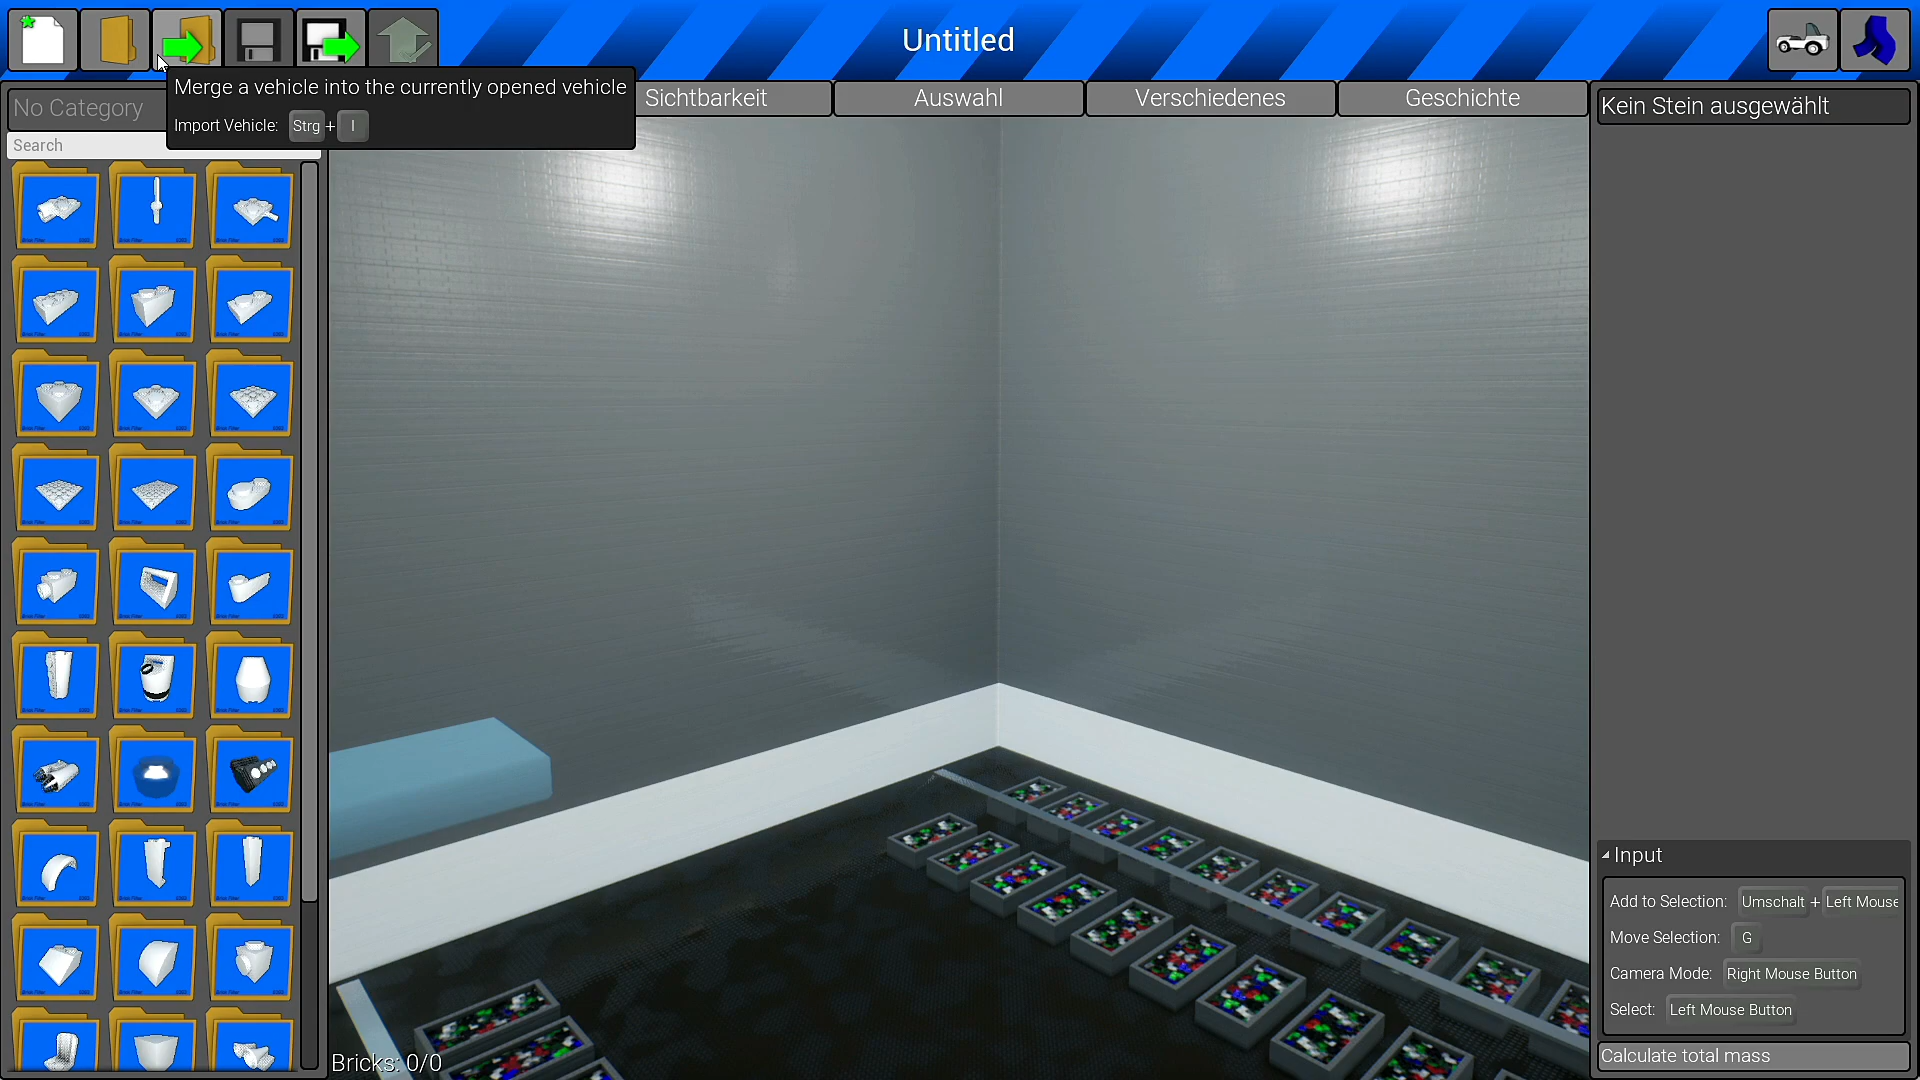 Untitled
Merge a vehicle into the currently opened vehicle
Import Vehicle: Strg + I
No Category
Search
Sichtbarkeit
Auswahl
Verschiedenes
Geschichte
Kein Stein ausgewählt
Input
Add to Selection: Umschalt + Left Mouse
Move Selection: G
Camera Mode: Right Mouse Button
Select: Left Mouse Button
Calculate total mass
Bricks: 0/0